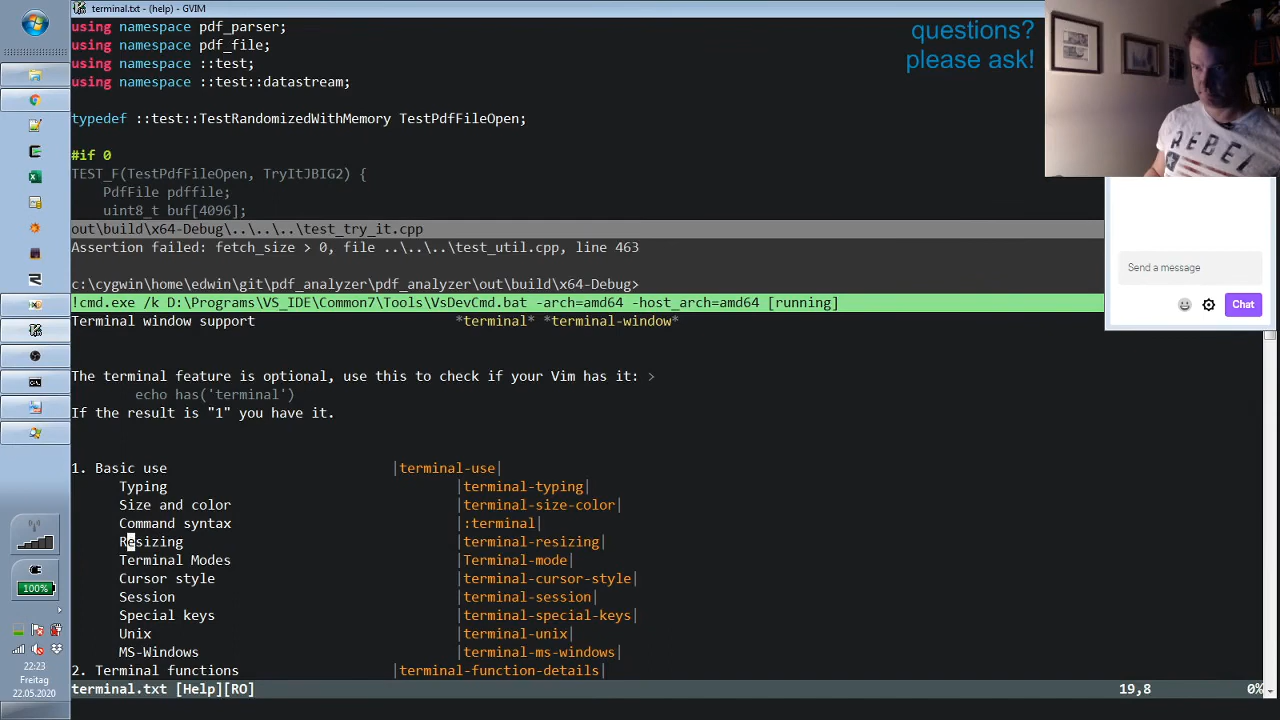 terminal.txt - (help) - GVIM
using namespace pdf_parser;
using namespace pdf_file;
using namespace ::test;
using namespace ::test::datastream;
typedef ::test::TestRandomizedWithMemory TestPdfFileOpen;
#if 0
TEST_F(TestPdfFileOpen, TryItJBIG2) {
PdfFile pdffile;
uint8_t buf[4096];
out\build\x64-Debug\..\..\..\test_try_it.cpp
Assertion failed: fetch_size > 0, file ..\..\..\test_util.cpp, line 463
c:\cygwin\home\edwin\git\pdf_analyzer\pdf_analyzer\out\build\x64-Debug>
!cmd.exe /k D:\Programs\VS_IDE\Common7\Tools\VsDevCmd.bat -arch=amd64 -host_arch=amd64 [running]
Terminal window support *terminal* *terminal-window*
The terminal feature is optional, use this to check if your Vim has it: >
echo has('terminal')
If the result is "1" you have it.
1. Basic use |terminal-use|
Typing |terminal-typing|
Size and color |terminal-size-color|
Command syntax |:terminal|
Resizing |terminal-resizing|
Terminal Modes |Terminal-mode|
Cursor style |terminal-cursor-style|
Session |terminal-session|
Special keys |terminal-special-keys|
Unix |terminal-unix|
MS-Windows |terminal-ms-windows|
2. Terminal functions |terminal-function-details|
terminal.txt [Help][RO] 19,8 0%
questions?
please ask!
REBEL
Send a message
Chat
100%
22:23
Freitag
22.05.2020